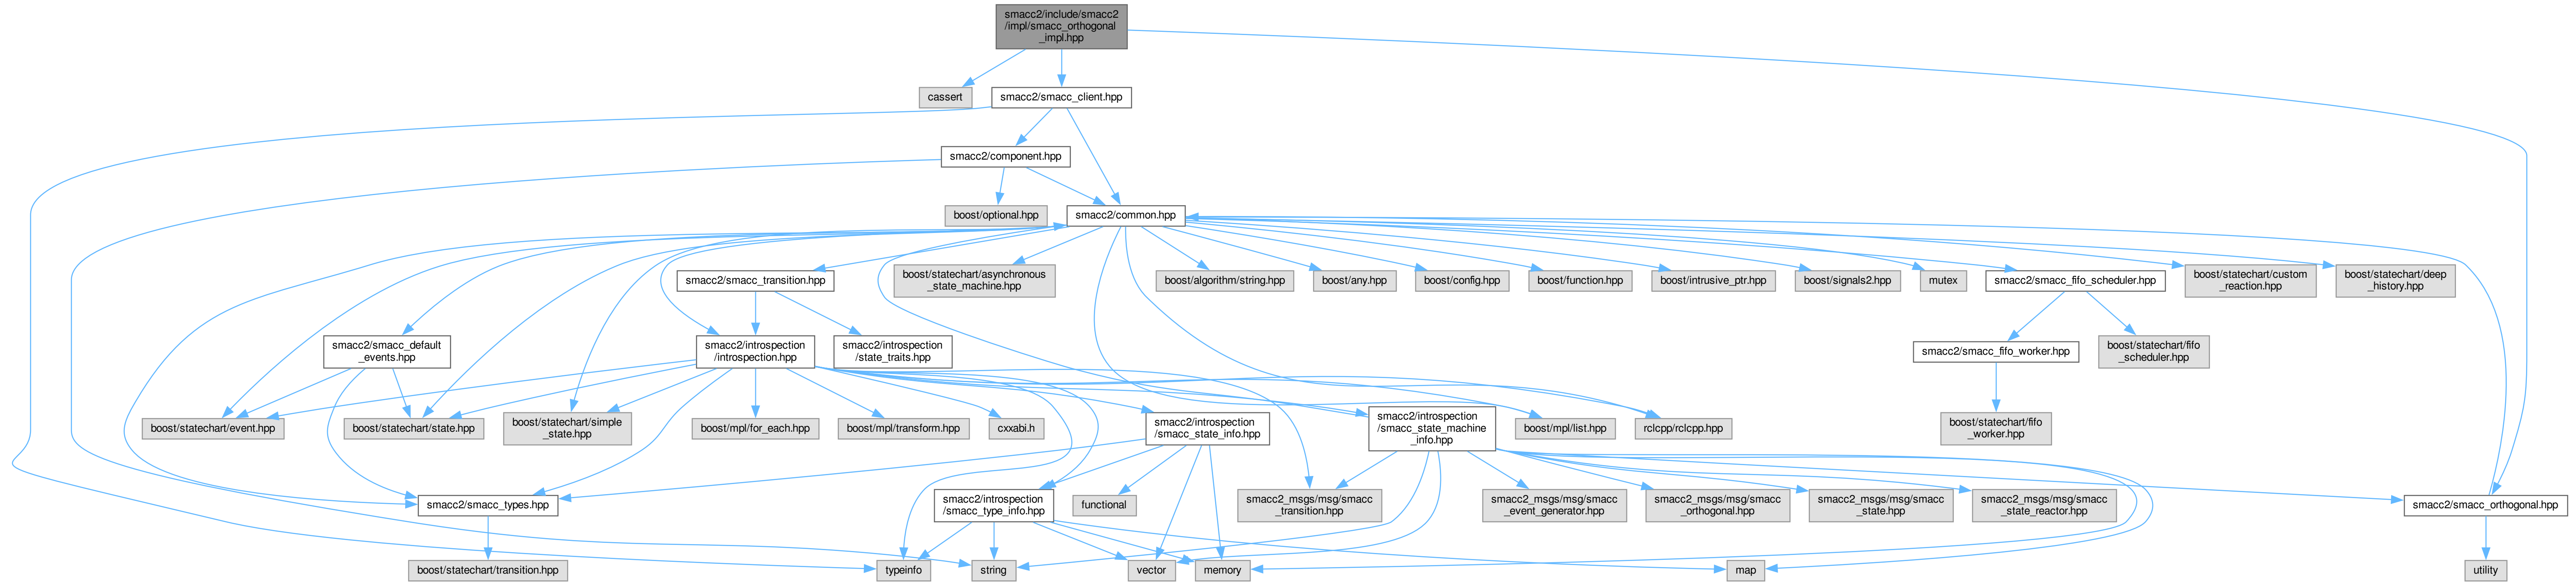 smacc2/include/smacc2
/impl/smacc_orthogonal
_impl.hpp
cassert
smacc2/smacc_client.hpp
smacc2/component.hpp
boost/optional.hpp
smacc2/common.hpp
smacc2/smacc_transition.hpp
boost/statechart/asynchronous
_state_machine.hpp
boost/algorithm/string.hpp
boost/any.hpp
boost/config.hpp
boost/function.hpp
boost/intrusive_ptr.hpp
boost/signals2.hpp
mutex
smacc2/smacc_fifo_scheduler.hpp
boost/statechart/custom
_reaction.hpp
boost/statechart/deep
_history.hpp
smacc2/smacc_default
_events.hpp
smacc2/introspection
/introspection.hpp
smacc2/introspection
/state_traits.hpp
smacc2/smacc_fifo_worker.hpp
boost/statechart/fifo
_scheduler.hpp
boost/statechart/event.hpp
boost/statechart/state.hpp
boost/statechart/simple
_state.hpp
boost/mpl/for_each.hpp
boost/mpl/transform.hpp
cxxabi.h
smacc2/introspection
/smacc_state_info.hpp
smacc2/introspection
/smacc_state_machine
_info.hpp
boost/mpl/list.hpp
rclcpp/rclcpp.hpp
boost/statechart/fifo
_worker.hpp
smacc2/smacc_types.hpp
smacc2/introspection
/smacc_type_info.hpp
functional
smacc2_msgs/msg/smacc
_transition.hpp
smacc2_msgs/msg/smacc
_event_generator.hpp
smacc2_msgs/msg/smacc
_orthogonal.hpp
smacc2_msgs/msg/smacc
_state.hpp
smacc2_msgs/msg/smacc
_state_reactor.hpp
smacc2/smacc_orthogonal.hpp
boost/statechart/transition.hpp
typeinfo
string
vector
memory
map
utility